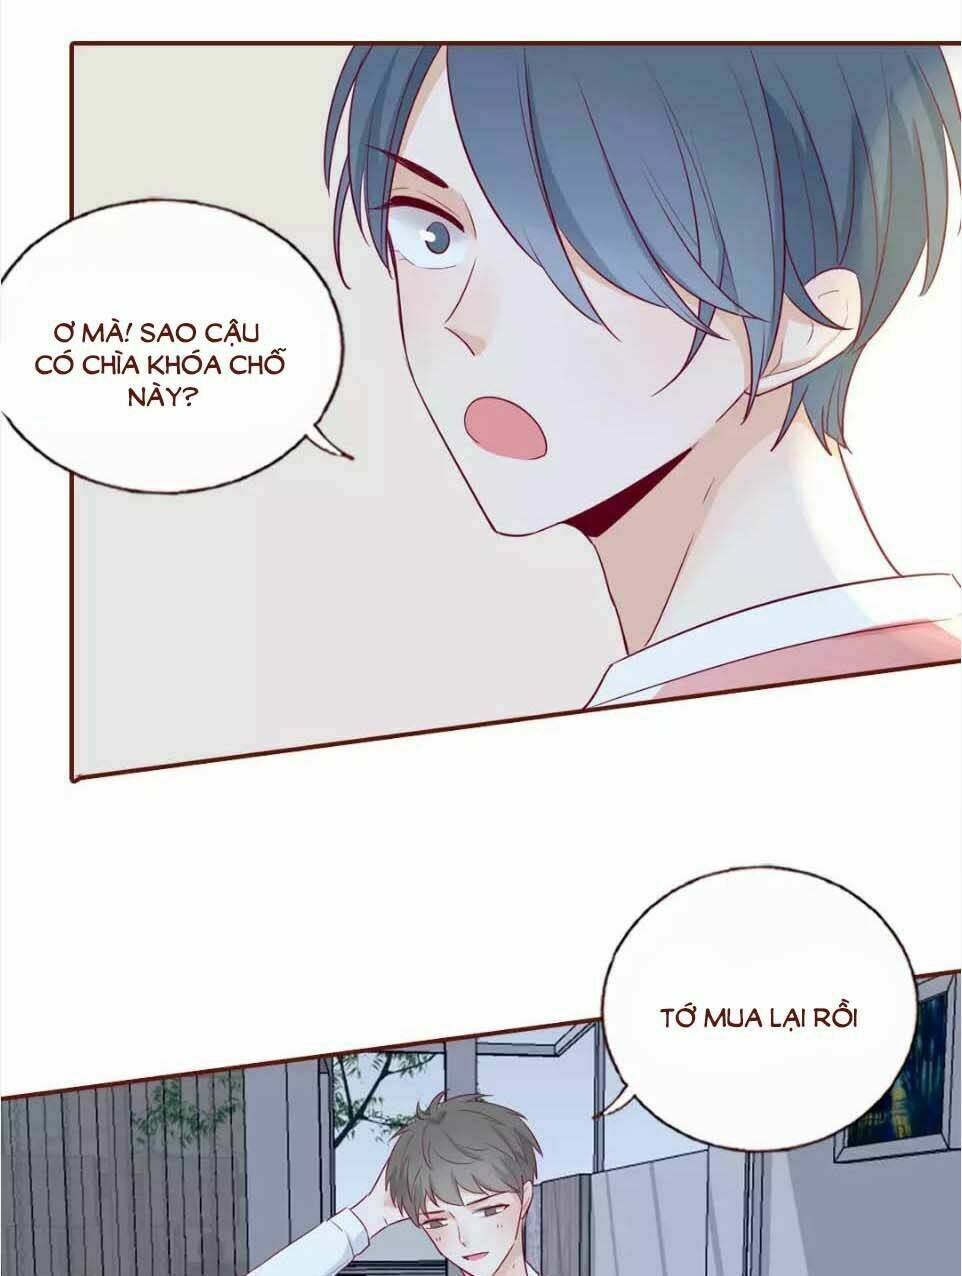 Ơ MÀ! SAO CẬU
CÓ CHÌA KHÓA CHỖ
NÀY?
TỚ MUA LẠI RỒI